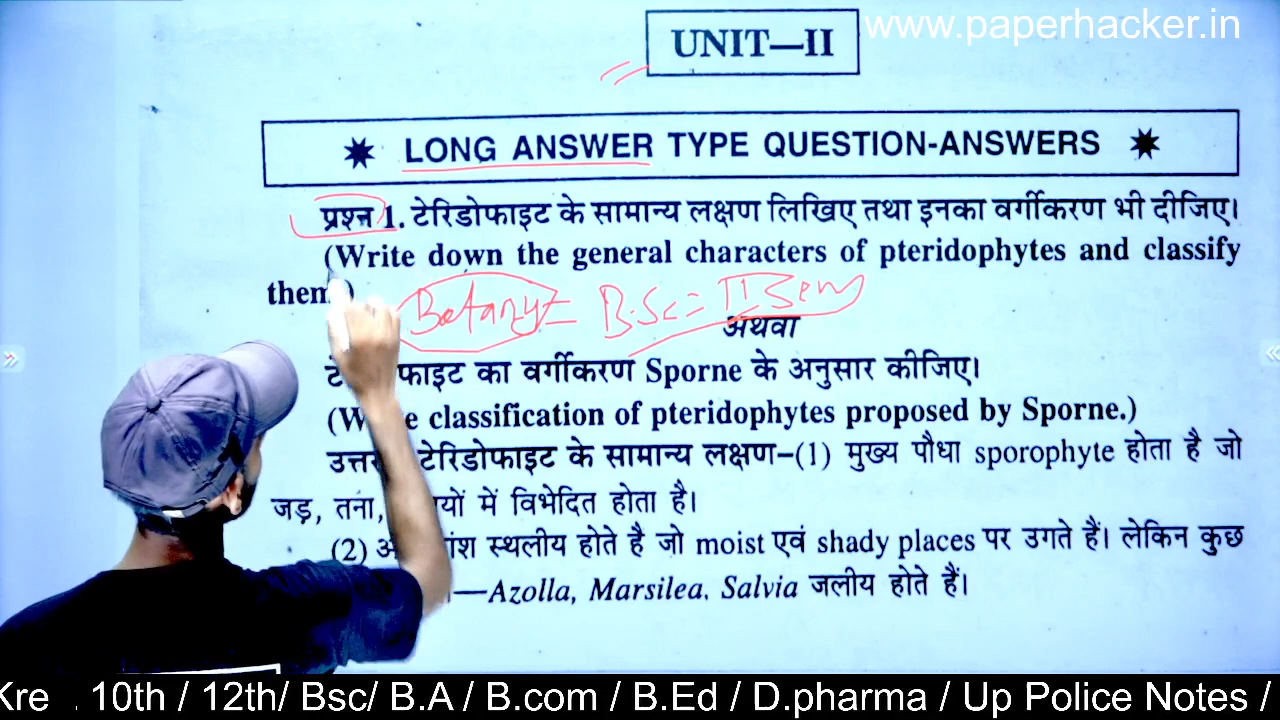 www.paperhacker.in
UNIT—II
LONG ANSWER TYPE QUESTION-ANSWERS
प्रश्न 1. टेरिडोफाइट के सामान्य लक्षण लिखिए तथा इनका वर्गीकरण भी दीजिए।
(Write down the general characters of pteridophytes and classify
them.)
Botany = B.Sc = II Sem
अथवा
का वर्गीकरण Sporne के अनुसार कीजिए।
classification of pteridophytes proposed by Sporne.)
टेरिडोफाइट के सामान्य लक्षण–(1) मुख्य पौधा sporophyte होता है जो
जड़, तना, में विभेदित होता है।
(2) स्थलीय होते है जो moist एवं shady places पर उगते हैं। लेकिन कुछ
—Azolla, Marsilea, Salvia जलीय होते हैं।
Kre . 10th / 12th/ Bsc/ B.A / B.com / B.Ed / D.pharma / Up Police Notes /